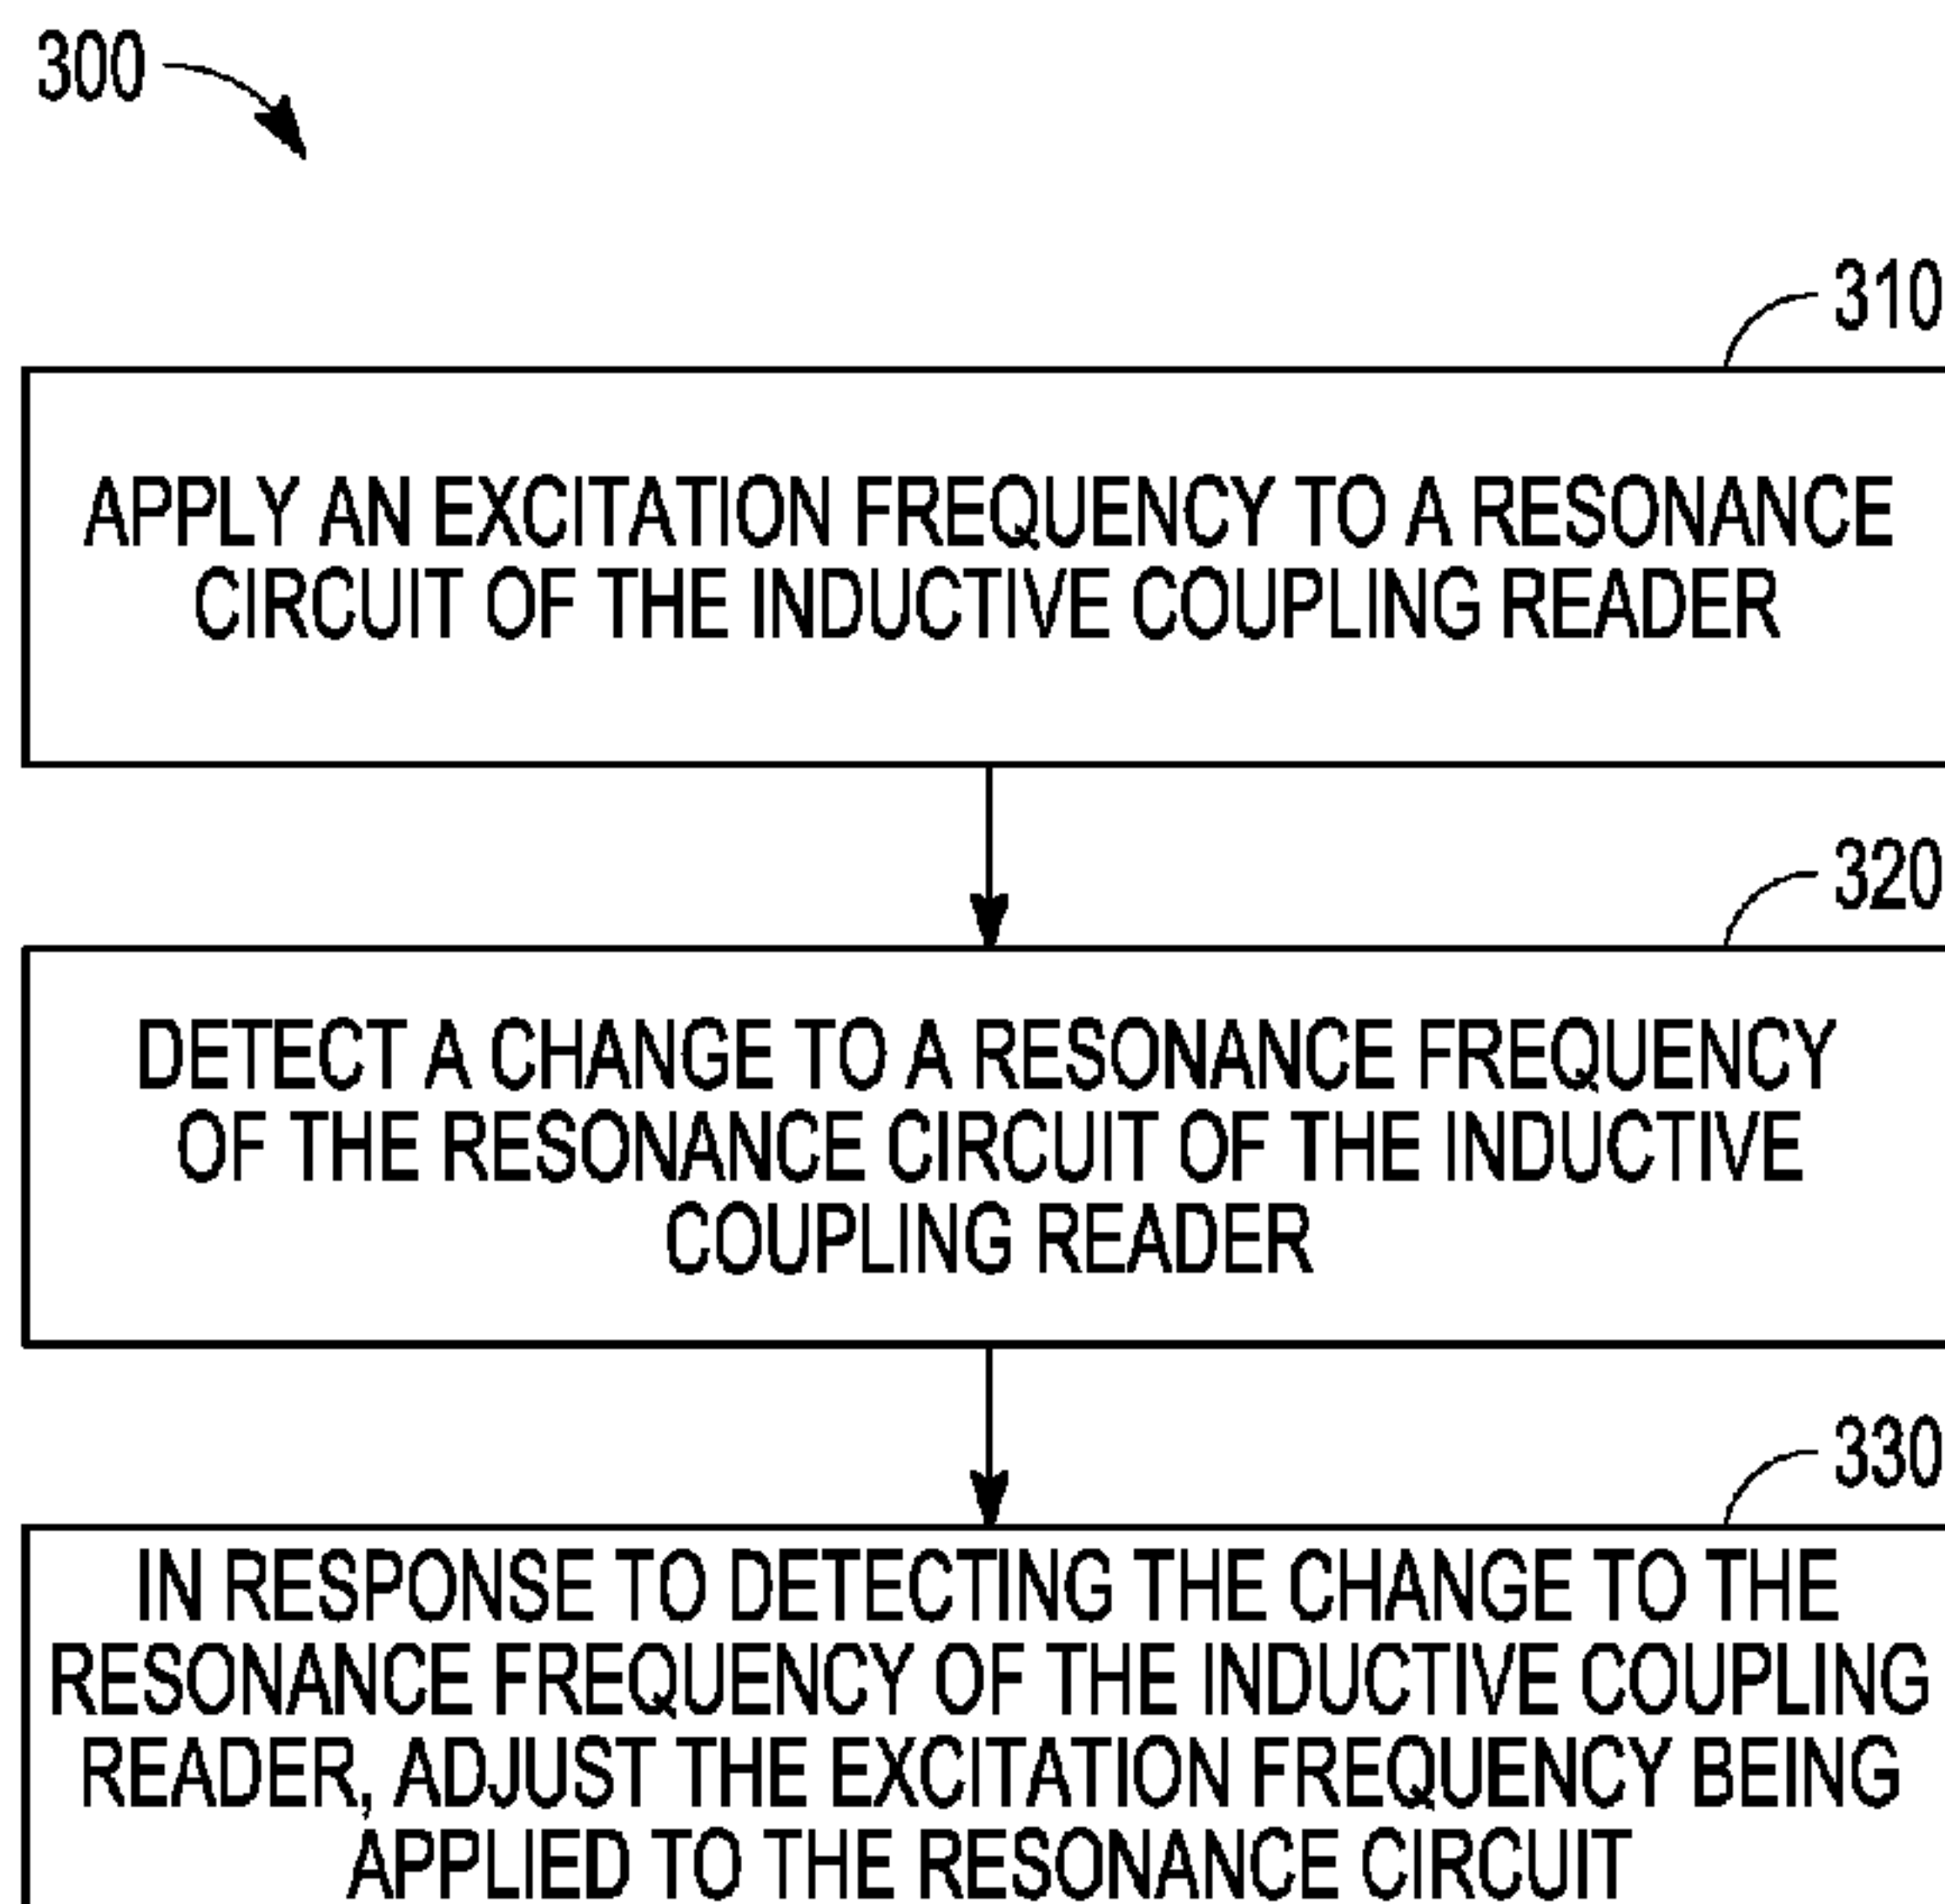 300
310
APPLY AN EXCITATION FREQUENCY TO A RESONANCE
CIRCUIT OF THE INDUCTIVE COUPLING READER
320
DETECT A CHANGE TO A RESONANCE FREQUENCY
OF THE RESONANCE CIRCUIT OF THE INDUCTIVE
COUPLING READER
330
IN RESPONSE TO DETECTING THE CHANGE TO THE
RESONANCE FREQUENCY OF THE INDUCTIVE COUPLING
READER, ADJUST THE EXCITATION FREQUENCY BEING
APPLIED TO THE RESONANCE CIRCUIT